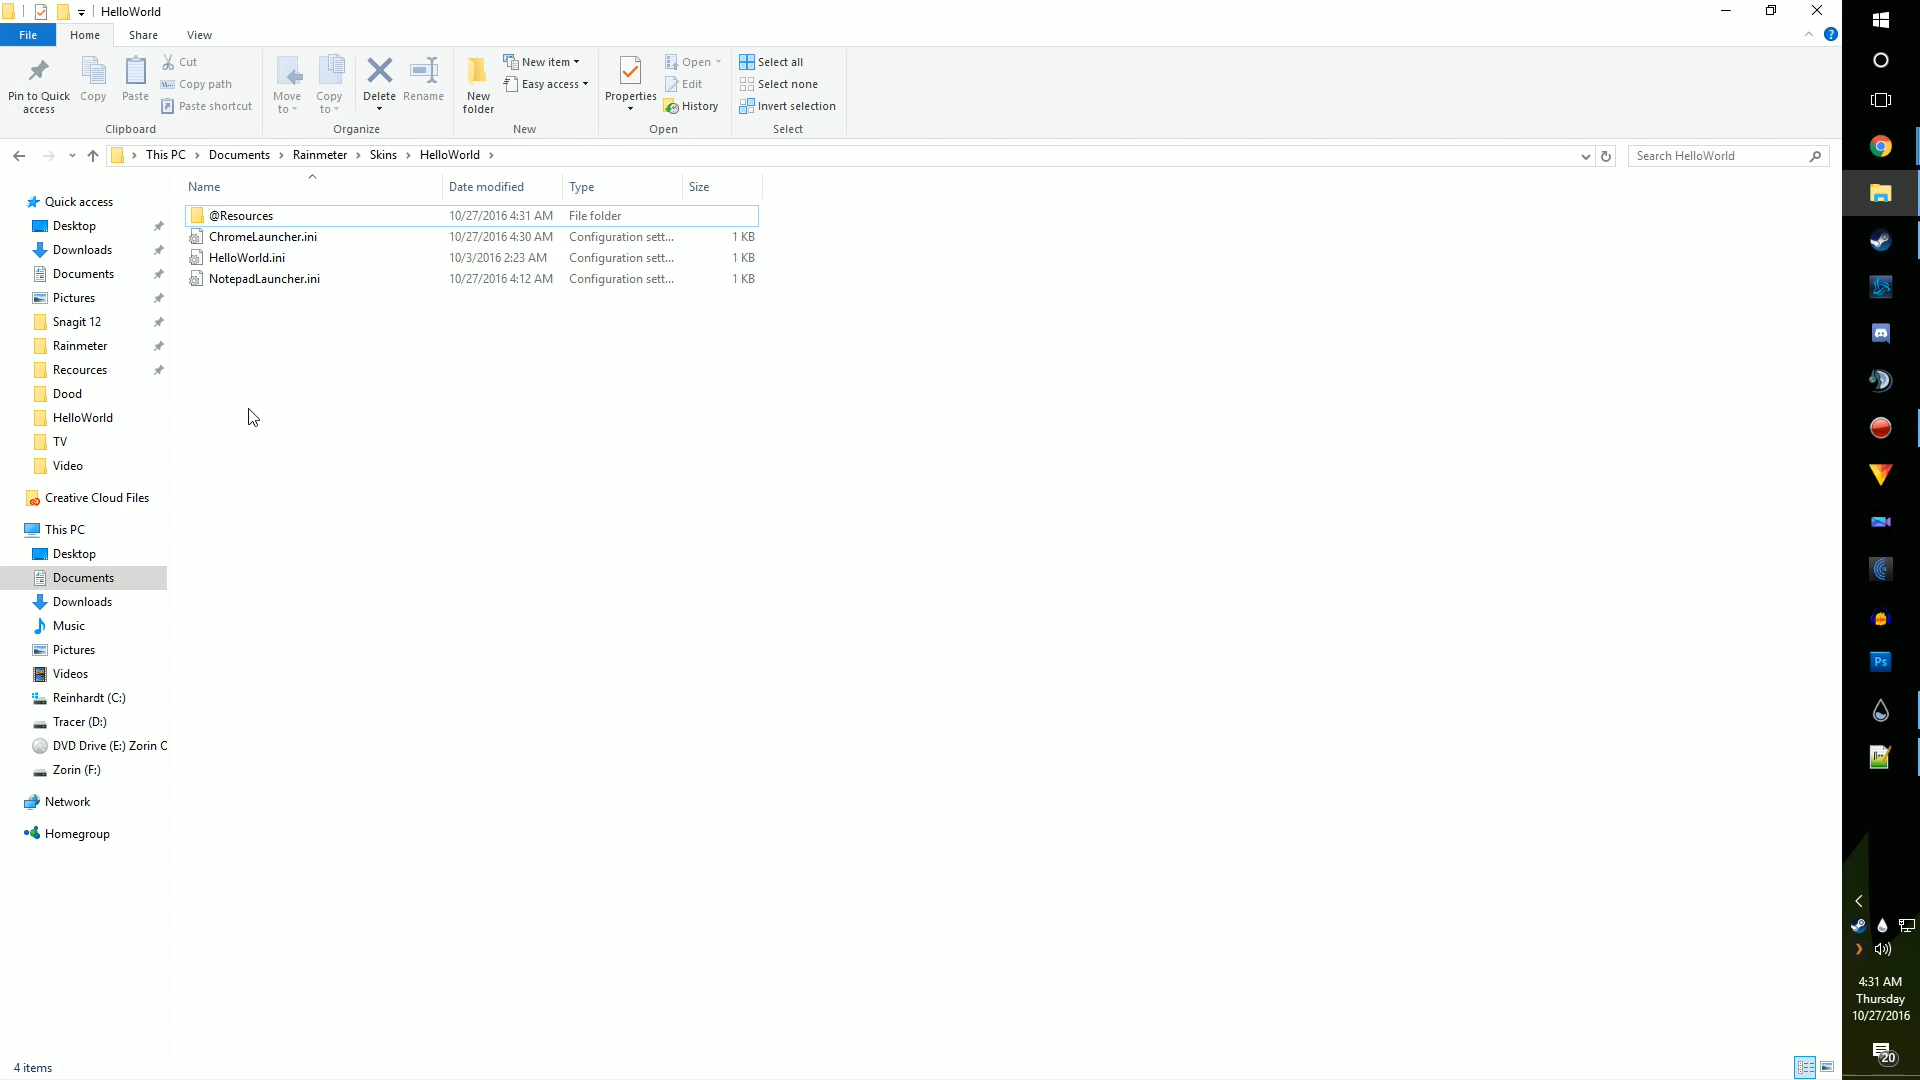 HelloWorld
File Home Share View
Pin to Quick access
Copy
Paste
Cut
Copy path
Paste shortcut
Clipboard
Move to
Copy to
Delete
Rename
Organize
New folder
New item
Easy access
New
Properties
Open
Edit
History
Open
Select all
Select none
Invert selection
Select
This PC > Documents > Rainmeter > Skins > HelloWorld >
Search HelloWorld
Name Date modified Type Size
@Resources 10/27/2016 4:31 AM File folder
ChromeLauncher.ini 10/27/2016 4:30 AM Configuration sett... 1 KB
HelloWorld.ini 10/3/2016 2:23 AM Configuration sett... 1 KB
NotepadLauncher.ini 10/27/2016 4:12 AM Configuration sett... 1 KB
Quick access
Desktop
Downloads
Documents
Pictures
Snagit 12
Rainmeter
Recources
Dood
HelloWorld
TV
Video
Creative Cloud Files
This PC
Desktop
Documents
Downloads
Music
Pictures
Videos
Reinhardt (C:)
Tracer (D:)
DVD Drive (E:) Zorin O
Zorin (F:)
Network
Homegroup
4 items
Ps
4:31 AM
Thursday
10/27/2016
20